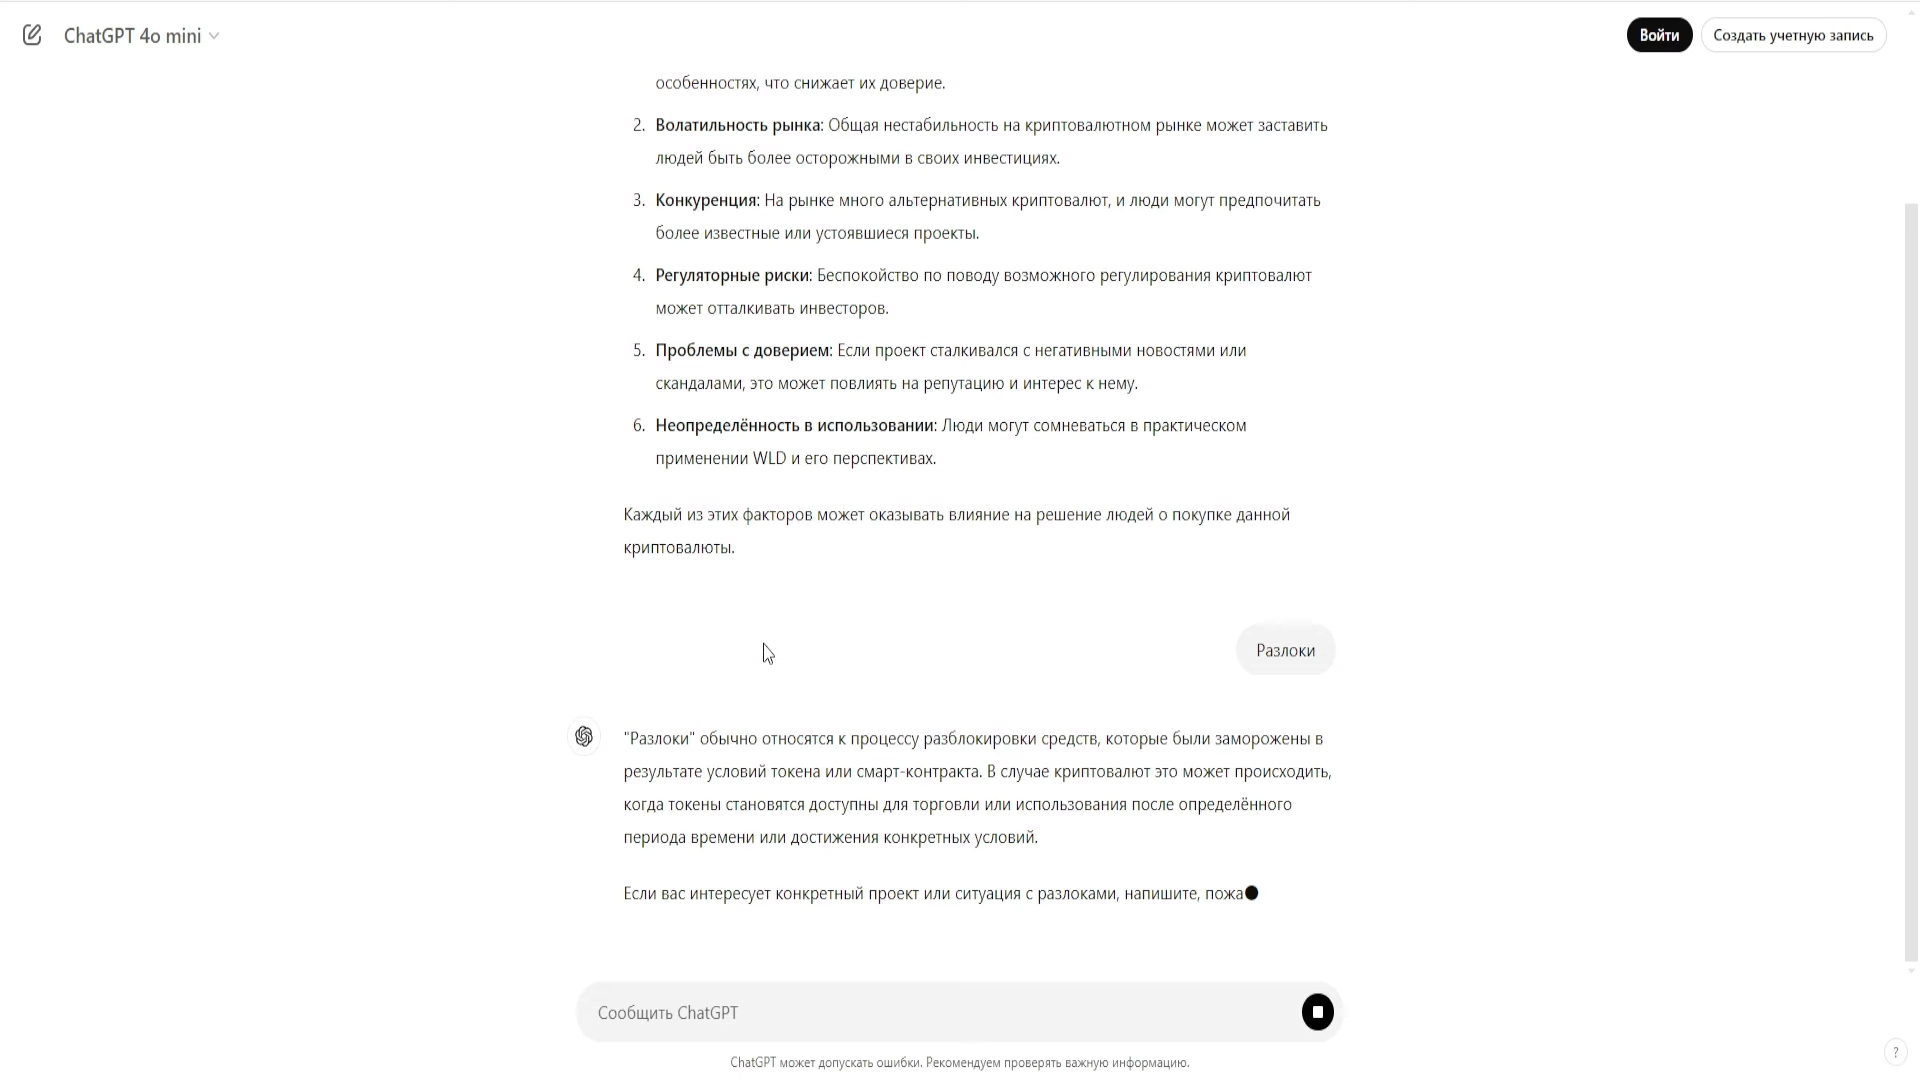 ChatGPT 4o mini
Войти
Создать учетную запись
особенностях, что снижает их доверие.
2. Волатильность рынка: Общая нестабильность на криптовалютном рынке может заставить
людей быть более осторожными в своих инвестициях.
3. Конкуренция: На рынке много альтернативных криптовалют, и люди могут предпочитать
более известные или устоявшиеся проекты.
4. Регуляторные риски: Беспокойство по поводу возможного регулирования криптовалют
может отталкивать инвесторов.
5. Проблемы с доверием: Если проект сталкивался с негативными новостями или
скандалами, это может повлиять на репутацию и интерес к нему.
6. Неопределённость в использовании: Люди могут сомневаться в практическом
применении WLD и его перспективах.
Каждый из этих факторов может оказывать влияние на решение людей о покупке данной
криптовалюты.
Разлоки
"Разлоки" обычно относятся к процессу разблокировки средств, которые были заморожены в
результате условий токена или смарт-контракта. В случае криптовалют это может происходить,
когда токены становятся доступны для торговли или использования после определённого
периода времени или достижения конкретных условий.
Если вас интересует конкретный проект или ситуация с разлоками, напишите, пожа
Сообщить ChatGPT
ChatGPT может допускать ошибки. Рекомендуем проверять важную информацию.
?